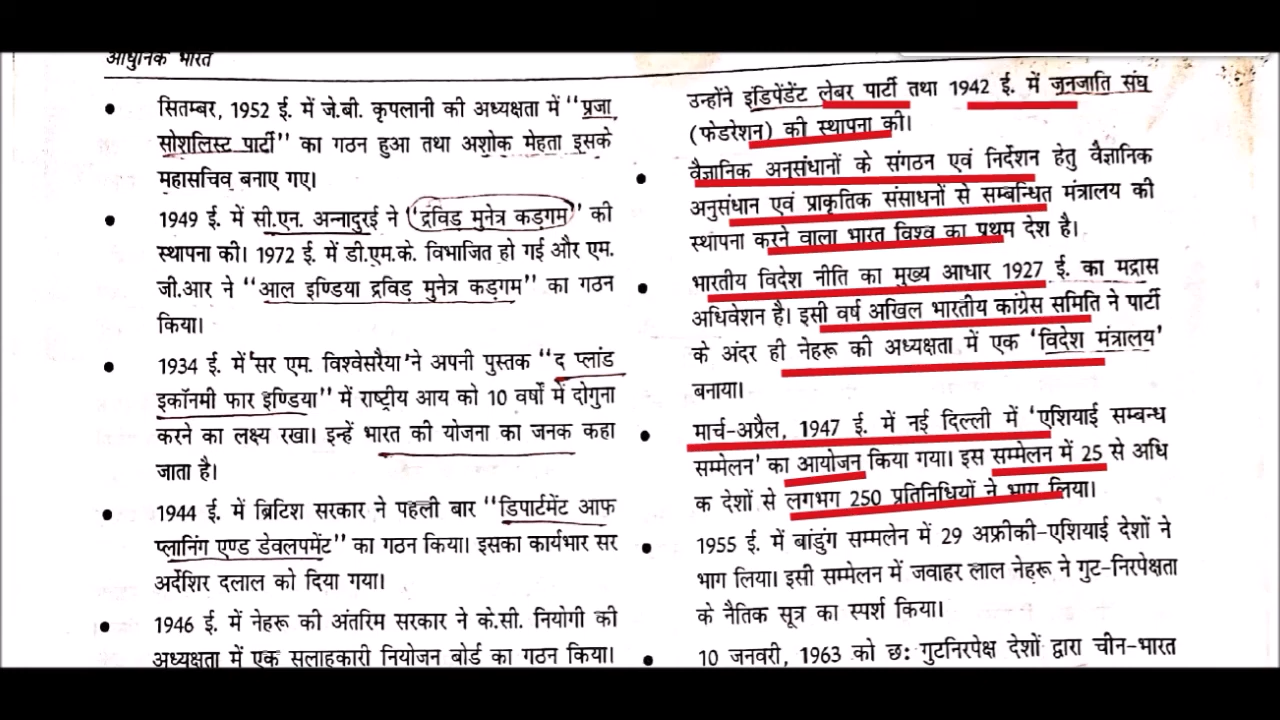 आधुनिक भारत
सितम्बर, 1952 ई. में जे.बी. कृपलानी की अध्यक्षता में "प्रजा
सोशलिस्ट पार्टी" का गठन हुआ तथा अशोक मेहता इसके
महासचिव बनाए गए।
1949 ई. में सी.एन. अन्नादुरई ने "द्रविड़ मुनेत्र कड़गम" की
स्थापना की। 1972 ई. में डी.एम.के. विभाजित हो गई और एम.
जी.आर ने "आल इण्डिया द्रविड़ मुनेत्र कड़गम" का गठन
किया।
1934 ई. में 'सर एम. विश्वेसरैया' ने अपनी पुस्तक "द प्लांड
इकॉनमी फार इण्डिया" में राष्ट्रीय आय को 10 वर्षों में दोगुना
करने का लक्ष्य रखा। इन्हें भारत की योजना का जनक कहा
जाता है।
1944 ई. में ब्रिटिश सरकार ने पहली बार "डिपार्टमेंट आफ
प्लानिंग एण्ड डेवलपमेंट" का गठन किया। इसका कार्यभार सर
अर्देशिर दलाल को दिया गया।
1946 ई. में नेहरू की अंतरिम सरकार ने के.सी. नियोगी की
अध्यक्षता में एक सलाहकारी नियोजन बोर्ड का गठन किया।
उन्होंने इंडिपेंडेंट लेबर पार्टी तथा 1942 ई. में जनजाति संघ
(फेडरेशन) की स्थापना की।
वैज्ञानिक अनुसंधानों के संगठन एवं निर्देशन हेतु वैज्ञानिक
अनुसंधान एवं प्राकृतिक संसाधनों से सम्बन्धित मंत्रालय की
स्थापना करने वाला भारत विश्व का प्रथम देश है।
भारतीय विदेश नीति का मुख्य आधार 1927 ई. का मद्रास
अधिवेशन है। इसी वर्ष अखिल भारतीय कांग्रेस समिति ने पार्टी
के अंदर ही नेहरू की अध्यक्षता में एक 'विदेश मंत्रालय'
बनाया।
मार्च-अप्रैल, 1947 ई. में नई दिल्ली में 'एशियाई सम्बन्ध
सम्मेलन' का आयोजन किया गया। इस सम्मेलन में 25 से अधि
क देशों से लगभग 250 प्रतिनिधियों ने भाग लिया।
1955 ई. में बांडुंग सम्मलेन में 29 अफ्रीकी-एशियाई देशों ने
भाग लिया। इसी सम्मेलन में जवाहर लाल नेहरू ने गुट-निरपेक्षता
के नैतिक सूत्र का स्पर्श किया।
10 जनवरी, 1963 को छः गुटनिरपेक्ष देशों द्वारा चीन-भारत